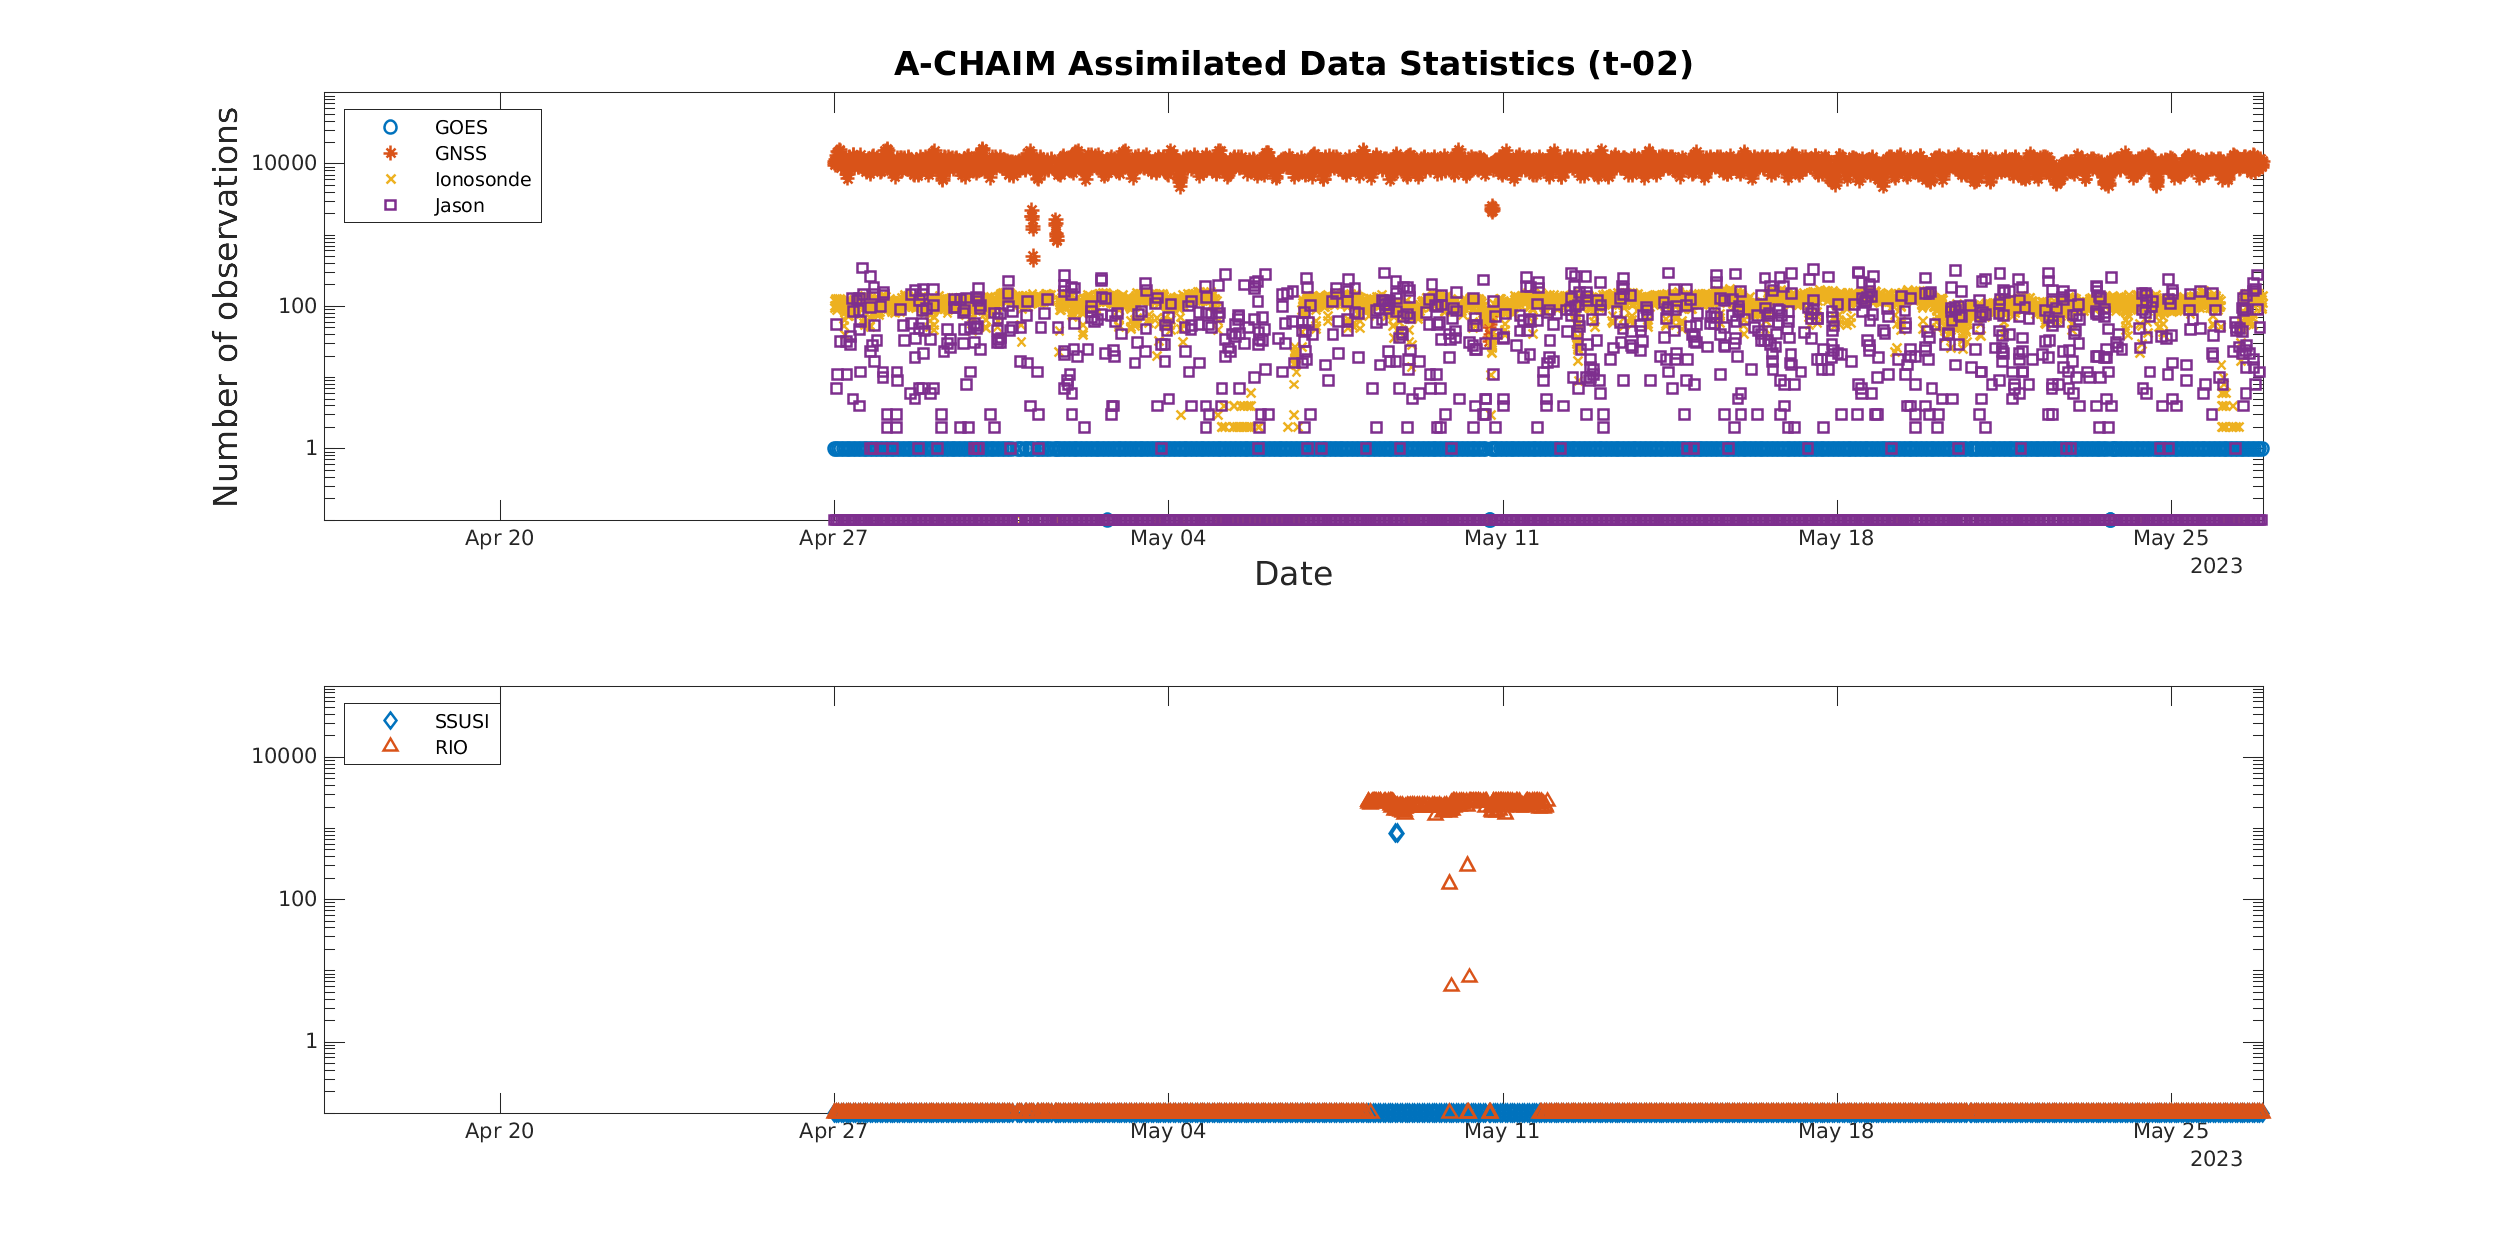 A-CHAIM Assimilated Data Statistics (t-02)
Number of observations
GOES
GNSS
Ionosonde
Jason
10000
100
1
Apr 20 Apr 27 May 04 May 11 May 18 May 25
2023
Date
SSUSI
RIO
10000
100
1
Apr 20 Apr 27 May 04 May 11 May 18 May 25
2023